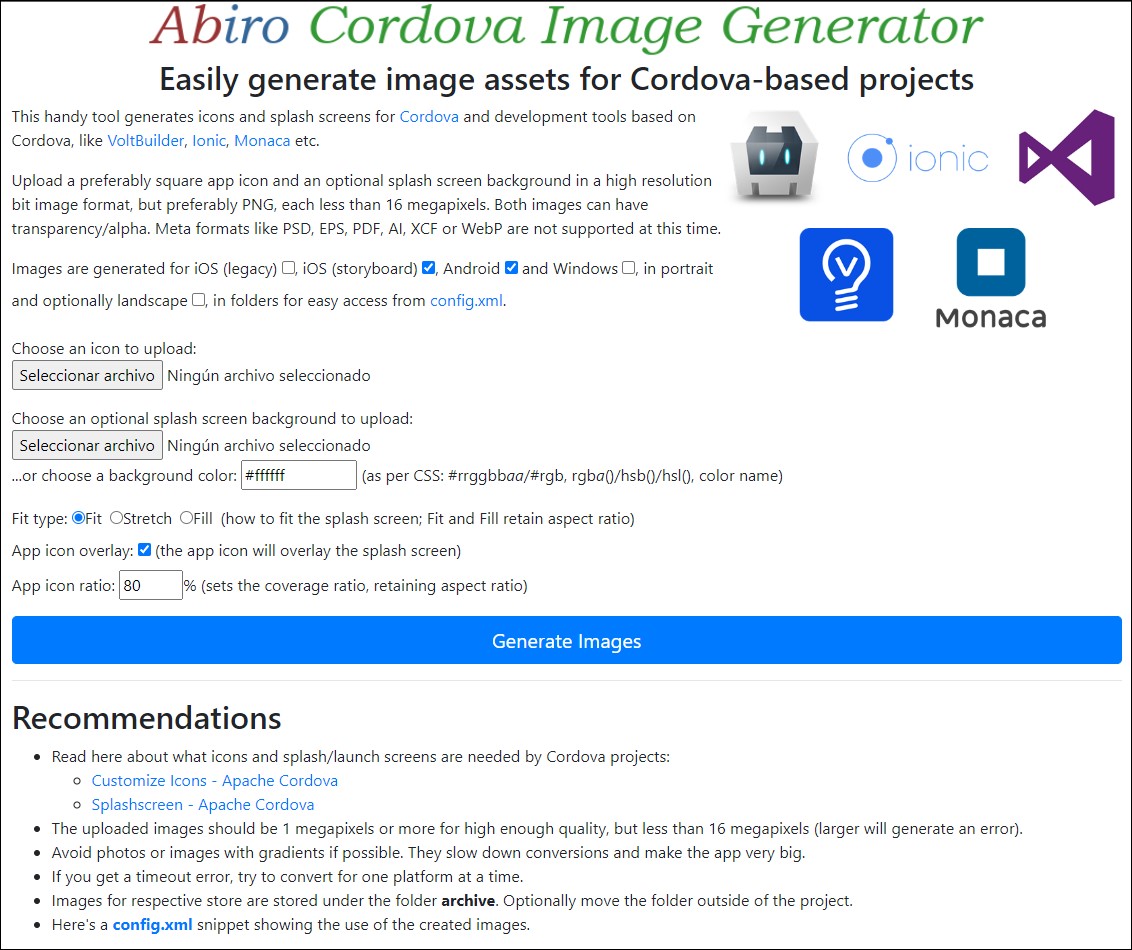 Abiro Cordova Image Generator
Easily generate image assets for Cordova-based projects
This handy tool generates icons and splash screens for Cordova and development tools based on
Cordova, like VoltBuilder, Ionic, Monaca etc.
ionic
Upload a preferably square app icon and an optional splash screen background in a high resolution
bit image format, but preferably PNG, each less than 16 megapixels. Both images can have
transparency/alpha. Meta formats like PSD, EPS, PDF, AI, XCF or WebP are not supported at this time.
Images are generated for iOS (legacy) , iOS (storyboard) , Android and Windows , in portrait
and optionally landscape , in folders for easy access from config.xml.
Monaca
Choose an icon to upload:
Seleccionar archivo Ningún archivo seleccionado
Choose an optional splash screen background to upload:
Seleccionar archivo Ningún archivo seleccionado
...or choose a background color: #ffffff (as per CSS: #rrggbbaa/#rgb, rgba()/hsb()/hsl(), color name)
Fit type: Fit Stretch Fill (how to fit the splash screen; Fit and Fill retain aspect ratio)
App icon overlay: (the app icon will overlay the splash screen)
App icon ratio: 80 % (sets the coverage ratio, retaining aspect ratio)
Generate Images
Recommendations
Read here about what icons and splash/launch screens are needed by Cordova projects:
Customize Icons - Apache Cordova
Splashscreen - Apache Cordova
The uploaded images should be 1 megapixels or more for high enough quality, but less than 16 megapixels (larger will generate an error).
Avoid photos or images with gradients if possible. They slow down conversions and make the app very big.
If you get a timeout error, try to convert for one platform at a time.
Images for respective store are stored under the folder archive. Optionally move the folder outside of the project.
Here's a config.xml snippet showing the use of the created images.